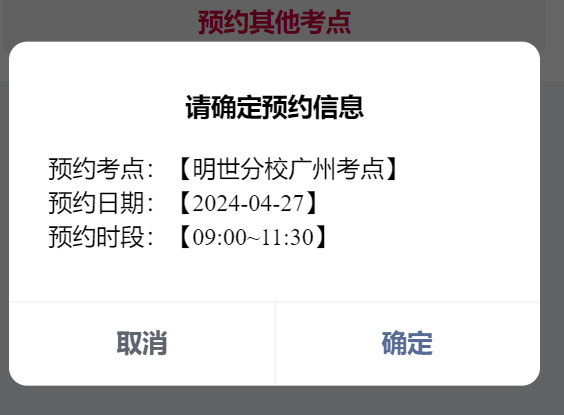 预约其他考点
请确定预约信息
预约考点：【明世分校广州考点】
预约日期：【2024-04-27】
预约时段：【09:00~11:30】
取消
确定